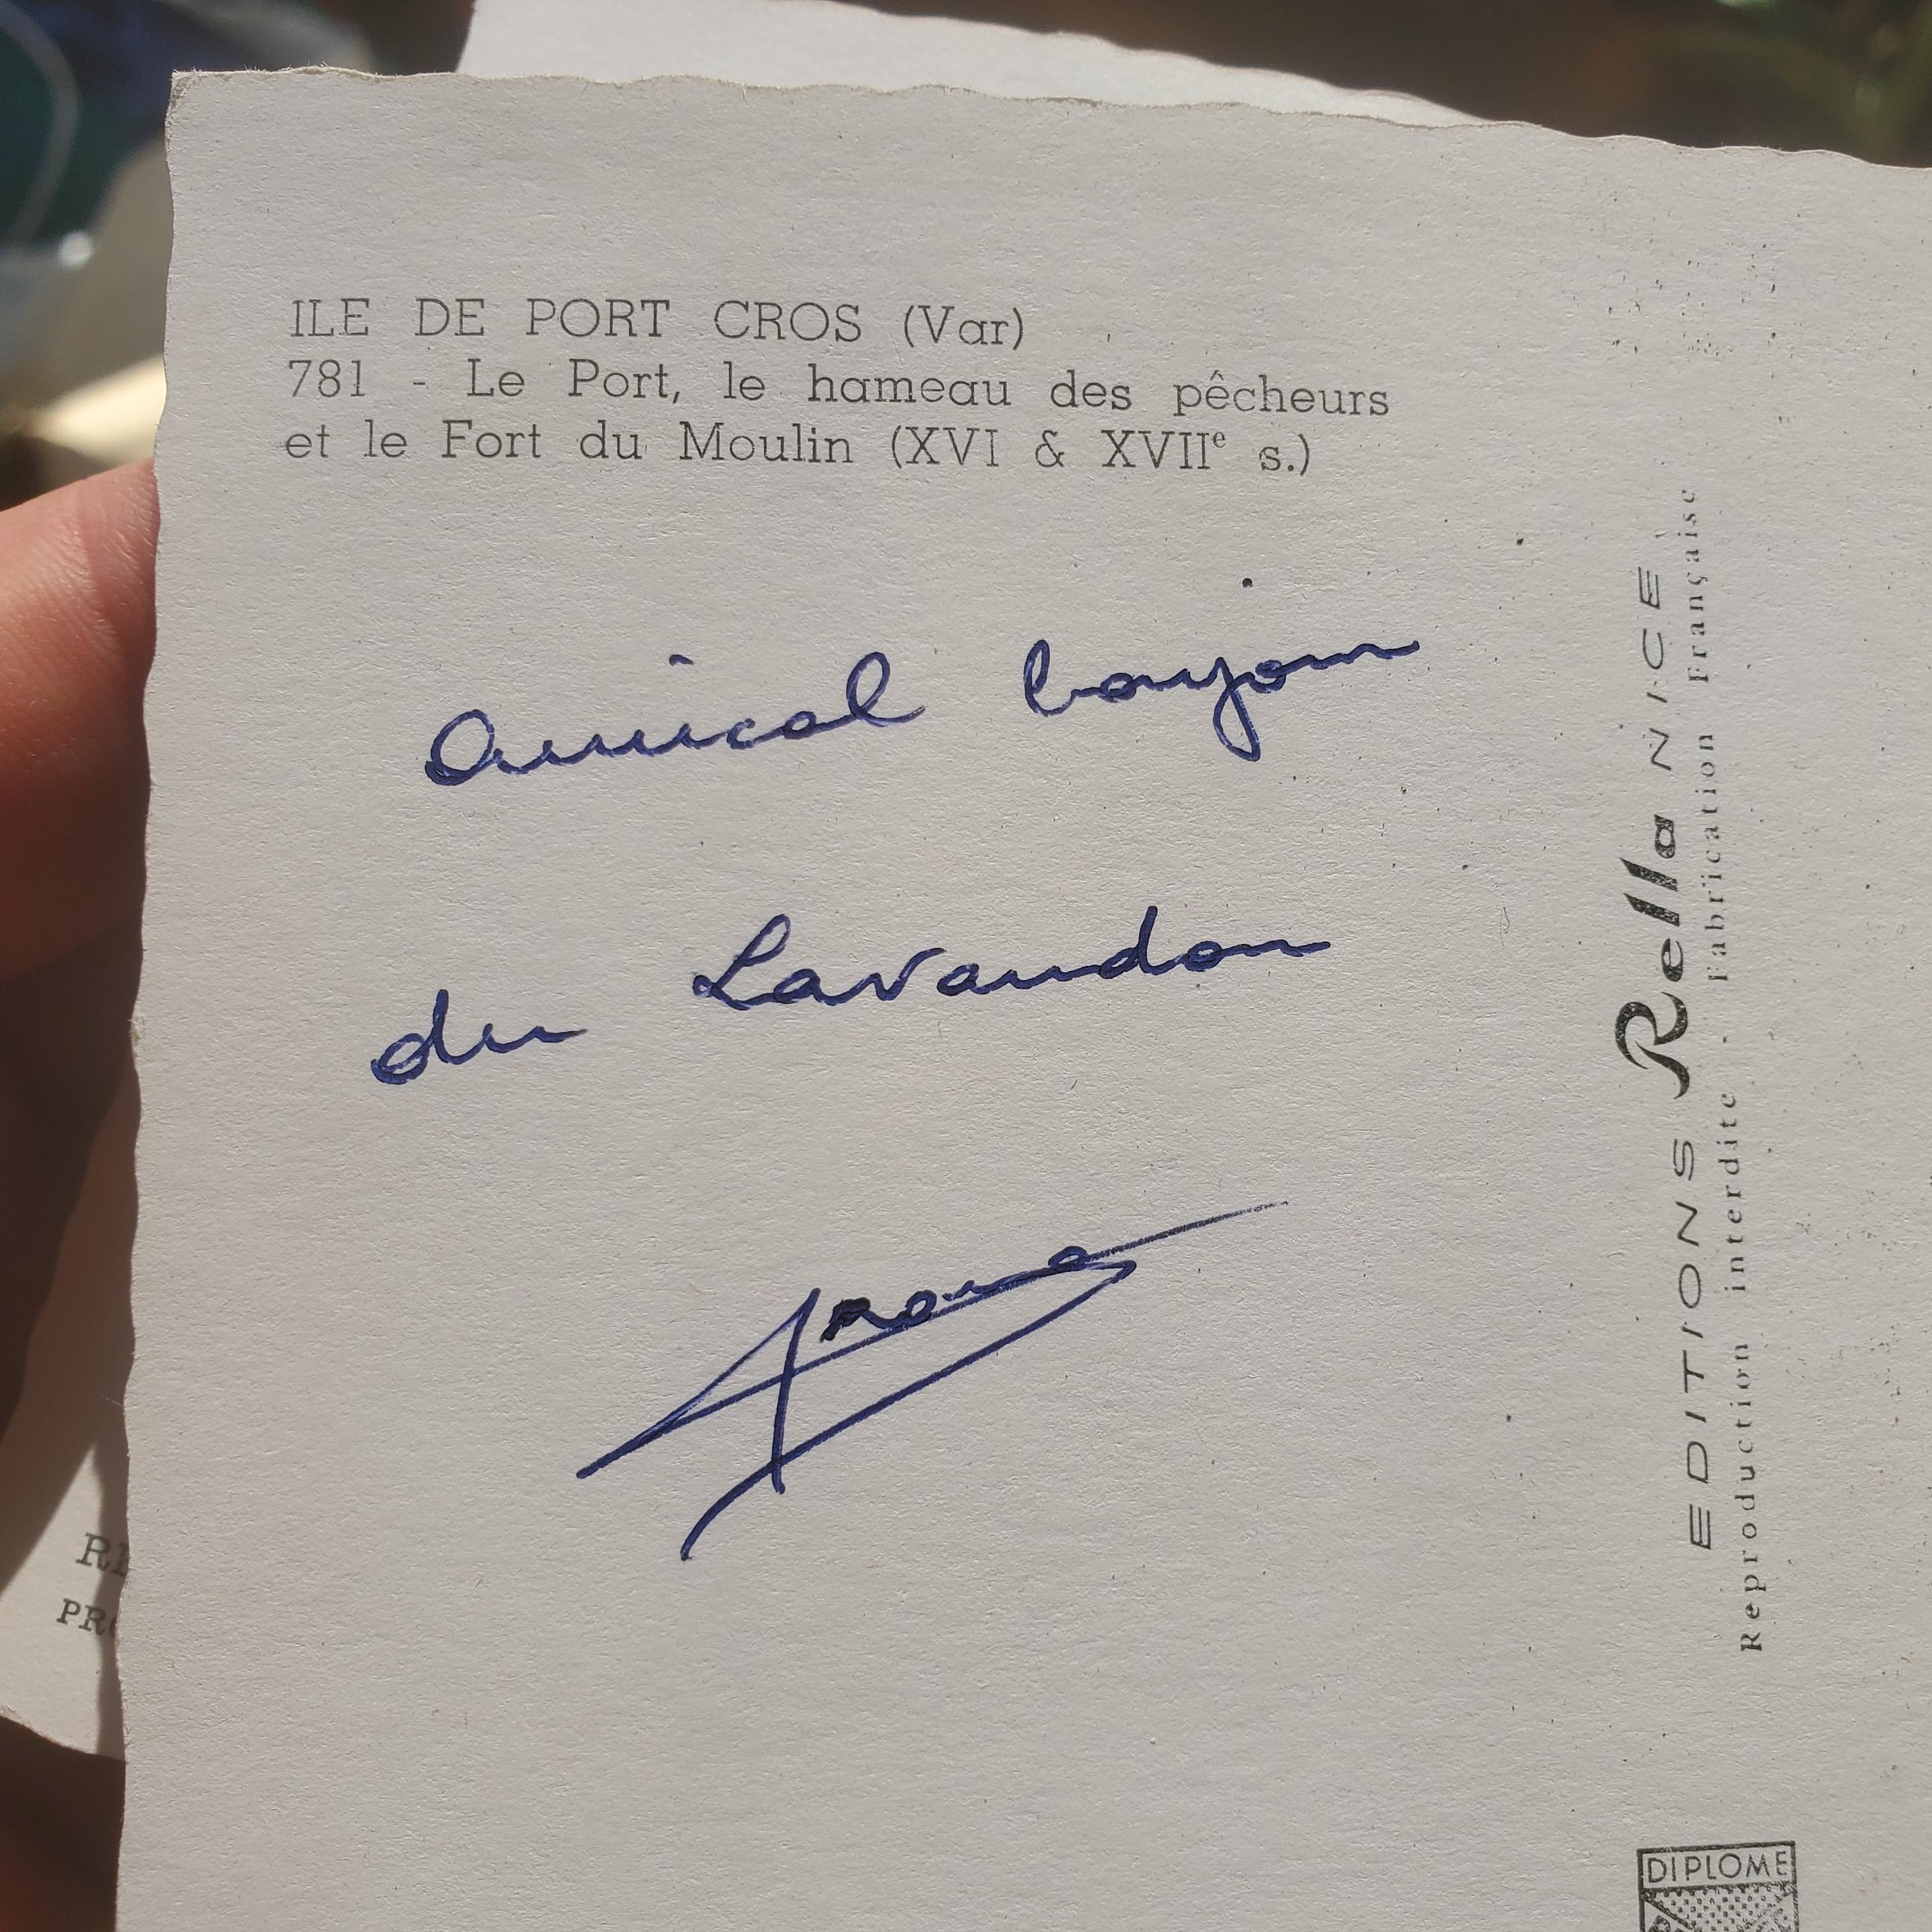 ILE DE PORT CROS (Var)
781 - Le Port, le hameau des pêcheurs
et le Fort du Moulin (XVI & XVIIᵉ s.)
Amical bonjour
du Lavandou
EDITIONS Rella NICE
Reproduction interdite - Fabrication Française
DIPLOME